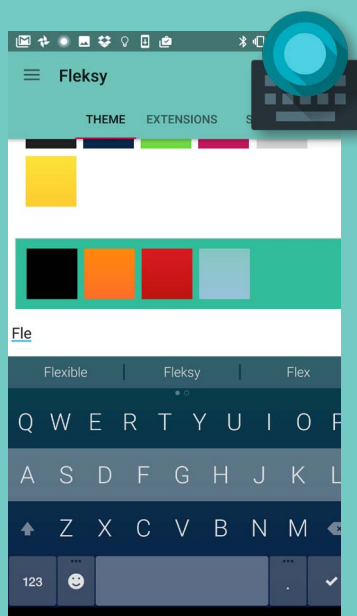 Fleksy
THEME EXTENSIONS S
Fle
Flexible Fleksy Flex
Q W E R T Y U I O P
A S D F G H J K L
Z X C V B N M
123 .